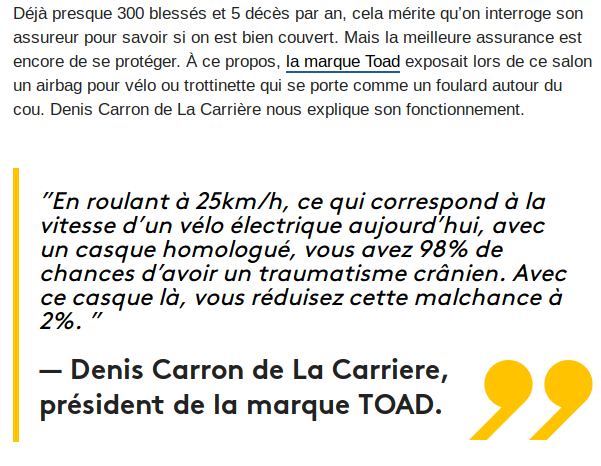 Déjà presque 300 blessés et 5 décès par an, cela mérite qu’on interroge son
assureur pour savoir si on est bien couvert. Mais la meilleure assurance est
encore de se protéger. À ce propos, la marque Toad exposait lors de ce salon
un airbag pour vélo ou trottinette qui se porte comme un foulard autour du
cou. Denis Carron de La Carrière nous explique son fonctionnement.
”En roulant à 25km/h, ce qui correspond à la
vitesse d’un vélo électrique aujourd’hui, avec
un casque homologué, vous avez 98% de
chances d’avoir un traumatisme crânien. Avec
ce casque là, vous réduisez cette malchance à
2%. ”
— Denis Carron de La Carriere,
président de la marque TOAD.
”